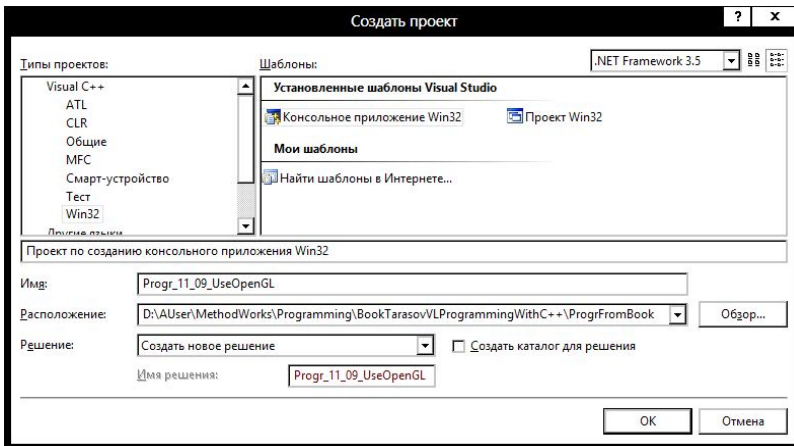 Создать проект
? x
Типы проектов:
Шаблоны:
.NET Framework 3.5
Visual C++
ATL
CLR
Общие
MFC
Смарт-устройство
Тест
Win32
Другие языки
Установленные шаблоны Visual Studio
Консольное приложение Win32
Проект Win32
Мои шаблоны
Найти шаблоны в Интернете...
Проект по созданию консольного приложения Win32
Имя:
Progr_11_09_UseOpenGL
Расположение:
D:\AUser\MethodWorks\Programming\BookTarasovVLProgrammingWithC++\ProgrFromBook
Обзор...
Решение:
Создать новое решение
Создать каталог для решения
Имя решения:
Progr_11_09_UseOpenGL
OK
Отмена